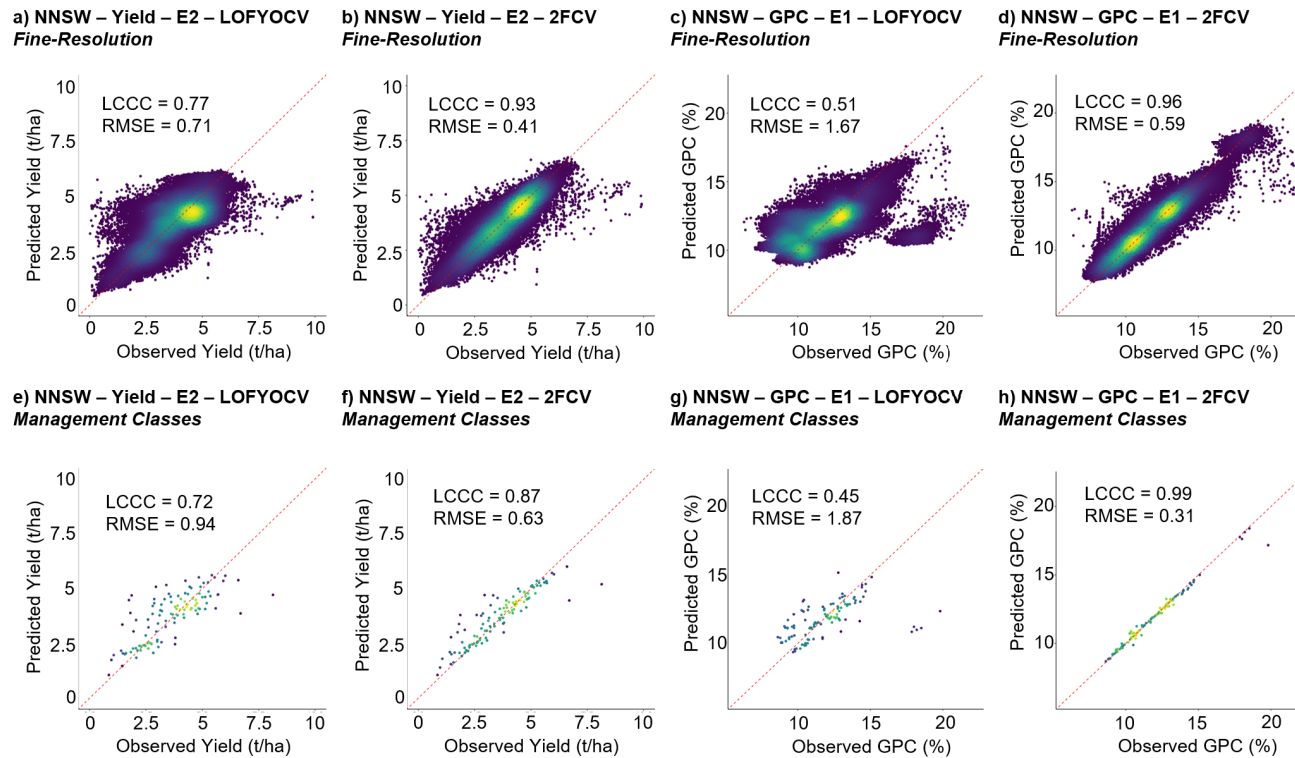 a) NNSW – Yield – E2 – LOFYOCV
Fine-Resolution
LCCC = 0.77
RMSE = 0.71
10
7.5
5
2.5
0
Predicted Yield (t/ha)
0 2.5 5 7.5 10
Observed Yield (t/ha)
b) NNSW – Yield – E2 – 2FCV
Fine-Resolution
LCCC = 0.93
RMSE = 0.41
10
7.5
5
2.5
0
Predicted Yield (t/ha)
0 2.5 5 7.5 10
Observed Yield (t/ha)
c) NNSW – GPC – E1 – LOFYOCV
Fine-Resolution
LCCC = 0.51
RMSE = 1.67
20
15
10
Predicted GPC (%)
10 15 20
Observed GPC (%)
d) NNSW – GPC – E1 – 2FCV
Fine-Resolution
LCCC = 0.96
RMSE = 0.59
20
15
10
Predicted GPC (%)
10 15 20
Observed GPC (%)
e) NNSW – Yield – E2 – LOFYOCV
Management Classes
LCCC = 0.72
RMSE = 0.94
10
7.5
5
2.5
0
Predicted Yield (t/ha)
0 2.5 5 7.5 10
Observed Yield (t/ha)
f) NNSW – Yield – E2 – 2FCV
Management Classes
LCCC = 0.87
RMSE = 0.63
10
7.5
5
2.5
0
Predicted Yield (t/ha)
0 2.5 5 7.5 10
Observed Yield (t/ha)
g) NNSW – GPC – E1 – LOFYOCV
Management Classes
LCCC = 0.45
RMSE = 1.87
20
15
10
Predicted GPC (%)
10 15 20
Observed GPC (%)
h) NNSW – GPC – E1 – 2FCV
Management Classes
LCCC = 0.99
RMSE = 0.31
20
15
10
Predicted GPC (%)
10 15 20
Observed GPC (%)